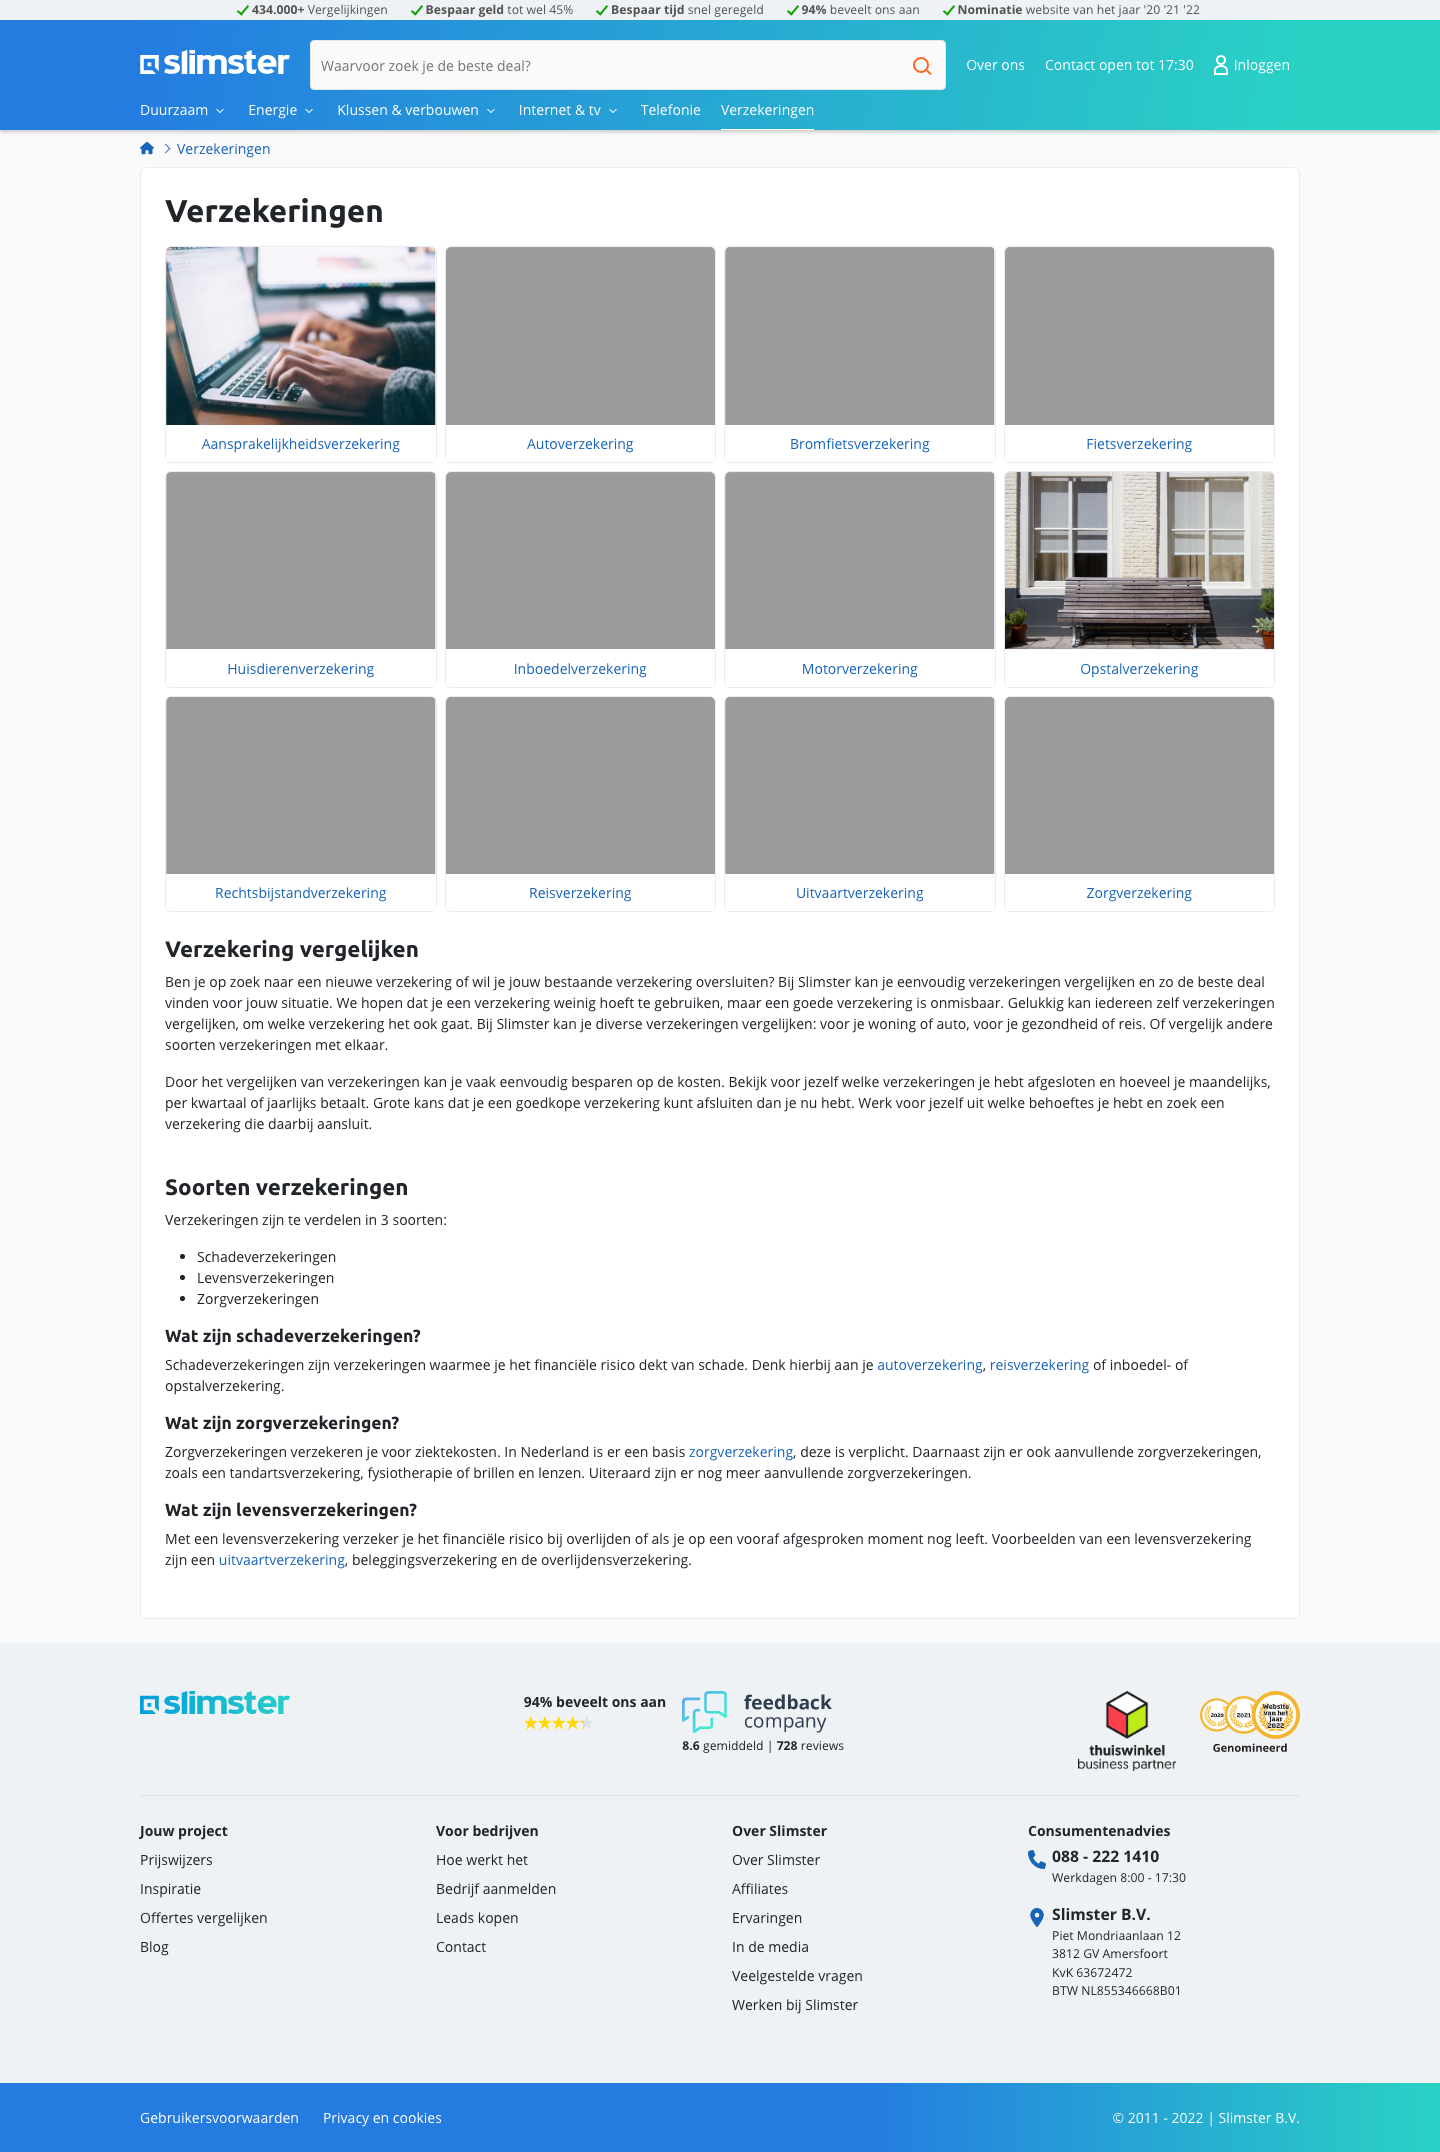 434.000+ Vergelijkingen Bespaar geld tot wel 45% Bespaar tijd snel geregeld 94% beveelt ons aan Nominatie website van het jaar '20 '21 '22
slimster Waarvoor zoek je de beste deal? Over ons Contact open tot 17:30 Inloggen
Duurzaam Energie Klussen & verbouwen Internet & tv Telefonie Verzekeringen
Verzekeringen
Verzekeringen
Aansprakelijkheidsverzekering Autoverzekering Bromfietsverzekering Fietsverzekering
Huisdierenverzekering Inboedelverzekering Motorverzekering Opstalverzekering
Rechtsbijstandverzekering Reisverzekering Uitvaartverzekering Zorgverzekering
Verzekering vergelijken
Ben je op zoek naar een nieuwe verzekering of wil je jouw bestaande verzekering oversluiten? Bij Slimster kan je eenvoudig verzekeringen vergelijken en zo de beste deal
vinden voor jouw situatie. We hopen dat je een verzekering weinig hoeft te gebruiken, maar een goede verzekering is onmisbaar. Gelukkig kan iedereen zelf verzekeringen
vergelijken, om welke verzekering het ook gaat. Bij Slimster kan je diverse verzekeringen vergelijken: voor je woning of auto, voor je gezondheid of reis. Of vergelijk andere
soorten verzekeringen met elkaar.
Door het vergelijken van verzekeringen kan je vaak eenvoudig besparen op de kosten. Bekijk voor jezelf welke verzekeringen je hebt afgesloten en hoeveel je maandelijks,
per kwartaal of jaarlijks betaalt. Grote kans dat je een goedkope verzekering kunt afsluiten dan je nu hebt. Werk voor jezelf uit welke behoeftes je hebt en zoek een
verzekering die daarbij aansluit.
Soorten verzekeringen
Verzekeringen zijn te verdelen in 3 soorten:
Schadeverzekeringen
Levensverzekeringen
Zorgverzekeringen
Wat zijn schadeverzekeringen?
Schadeverzekeringen zijn verzekeringen waarmee je het financiële risico dekt van schade. Denk hierbij aan je autoverzekering, reisverzekering of inboedel- of
opstalverzekering.
Wat zijn zorgverzekeringen?
Zorgverzekeringen verzekeren je voor ziektekosten. In Nederland is er een basis zorgverzekering, deze is verplicht. Daarnaast zijn er ook aanvullende zorgverzekeringen,
zoals een tandartsverzekering, fysiotherapie of brillen en lenzen. Uiteraard zijn er nog meer aanvullende zorgverzekeringen.
Wat zijn levensverzekeringen?
Met een levensverzekering verzeker je het financiële risico bij overlijden of als je op een vooraf afgesproken moment nog leeft. Voorbeelden van een levensverzekering
zijn een uitvaartverzekering, beleggingsverzekering en de overlijdensverzekering.
slimster
94% beveelt ons aan
feedback
company
8.6 gemiddeld | 728 reviews
thuiswinkel
business partner
2020 2021
Website
van het
Jaar
2022
Genomineerd
Jouw project
Prijswijzers
Inspiratie
Offertes vergelijken
Blog
Voor bedrijven
Hoe werkt het
Bedrijf aanmelden
Leads kopen
Contact
Over Slimster
Over Slimster
Affiliates
Ervaringen
In de media
Veelgestelde vragen
Werken bij Slimster
Consumentenadvies
088 - 222 1410
Werkdagen 8:00 - 17:30
Slimster B.V.
Piet Mondriaanlaan 12
3812 GV Amersfoort
KvK 63672472
BTW NL855346668B01
Gebruikersvoorwaarden Privacy en cookies © 2011 - 2022 | Slimster B.V.